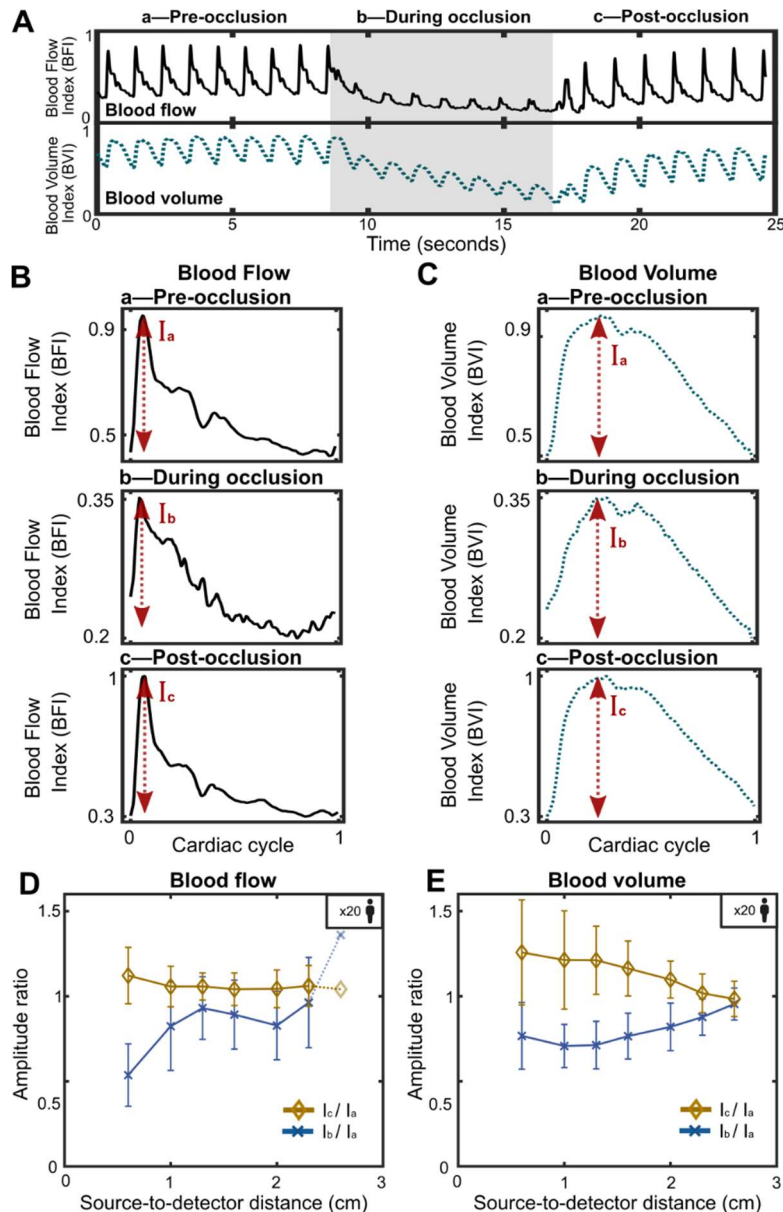 A
a—Pre-occlusion
b—During occlusion
c—Post-occlusion
Blood Flow
Index (BFI)
1
0
Blood flow
Blood Volume
Index (BVI)
1
0
Blood volume
0
5
10
15
20
25
Time (seconds)
B
Blood Flow
a—Pre-occlusion
Blood Flow
Index (BFI)
0.9
0.5
Ia
b—During occlusion
Blood Flow
Index (BFI)
0.35
0.2
Ib
c—Post-occlusion
Blood Flow
Index (BFI)
1
0.3
Ic
0
1
Cardiac cycle
C
Blood Volume
a—Pre-occlusion
Blood Volume
Index (BVI)
0.9
0.5
Ia
b—During occlusion
Blood Volume
Index (BVI)
0.35
0.2
Ib
c—Post-occlusion
Blood Volume
Index (BVI)
1
0.3
Ic
0
1
Cardiac cycle
D
Blood flow
x20
Amplitude ratio
1.5
1
0.5
0
Ic/ Ia
Ib/ Ia
1
2
3
Source-to-detector distance (cm)
E
Blood volume
x20
Amplitude ratio
1.5
1
0.5
0
Ic/ Ia
Ib/ Ia
0
1
2
3
Source-to-detector distance (cm)